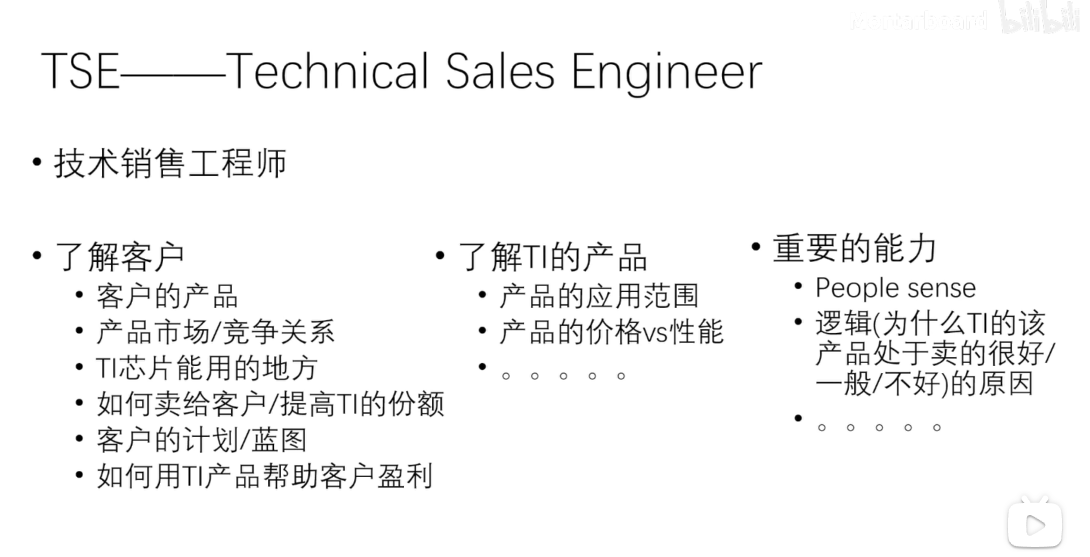 TSE——Technical Sales Engineer
• 技术销售工程师
• 了解客户
• 客户的产品
• 产品市场/竞争关系
• TI芯片能用的地方
• 如何卖给客户/提高TI的份额
• 客户的计划/蓝图
• 如何用TI产品帮助客户盈利
• 了解TI的产品
• 产品的应用范围
• 产品的价格vs性能
• 。。。。。
• 重要的能力
• People sense
• 逻辑(为什么TI的该
产品处于卖的很好/
一般/不好)的原因
• 。。。。。
bilibili